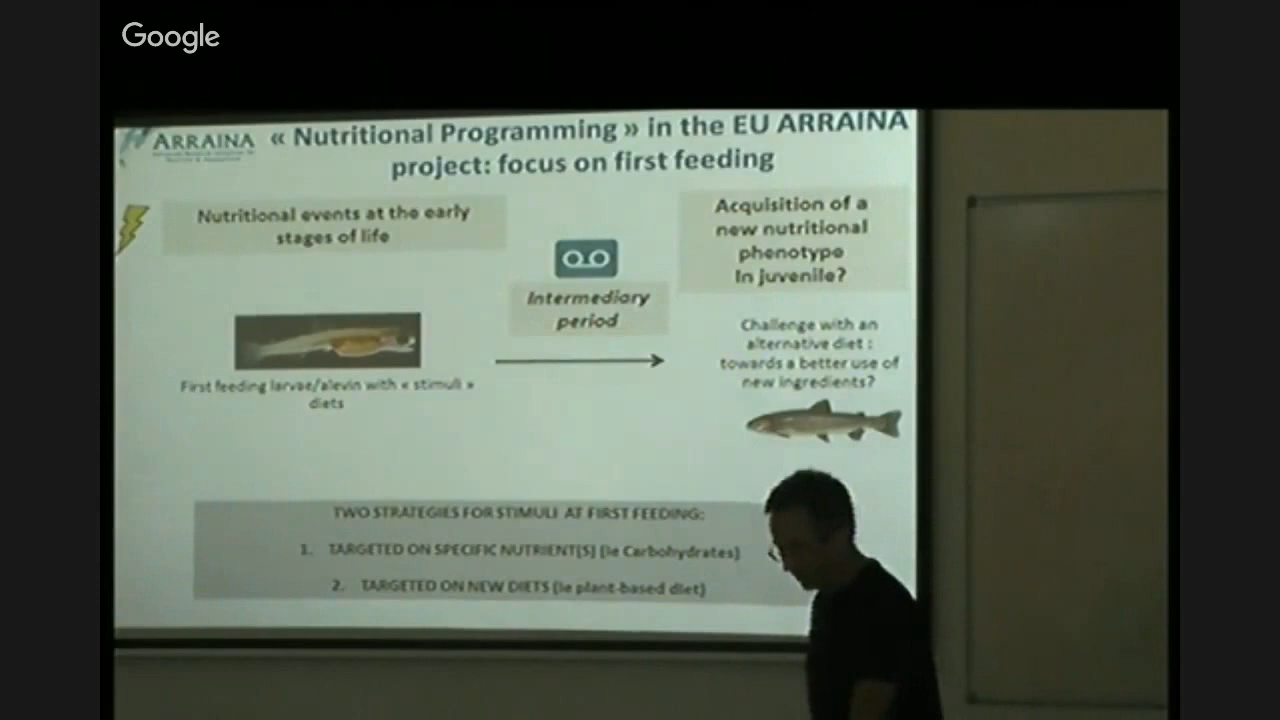 Google
ARRAINA
« Nutritional Programming » in the EU ARRAINA
project: focus on first feeding
Nutritional events at the early
stages of life
Intermediary
period
Acquisition of a
new nutritional
phenotype
In juvenile?
First feeding larvae/alevin with « stimuli »
diets
Challenge with an
alternative diet :
towards a better use of
new ingredients?
TWO STRATEGIES FOR STIMULI AT FIRST FEEDING:
1. TARGETED ON SPECIFIC NUTRIENT(S) (ie Carbohydrates)
2. TARGETED ON NEW DIETS (ie plant-based diet)